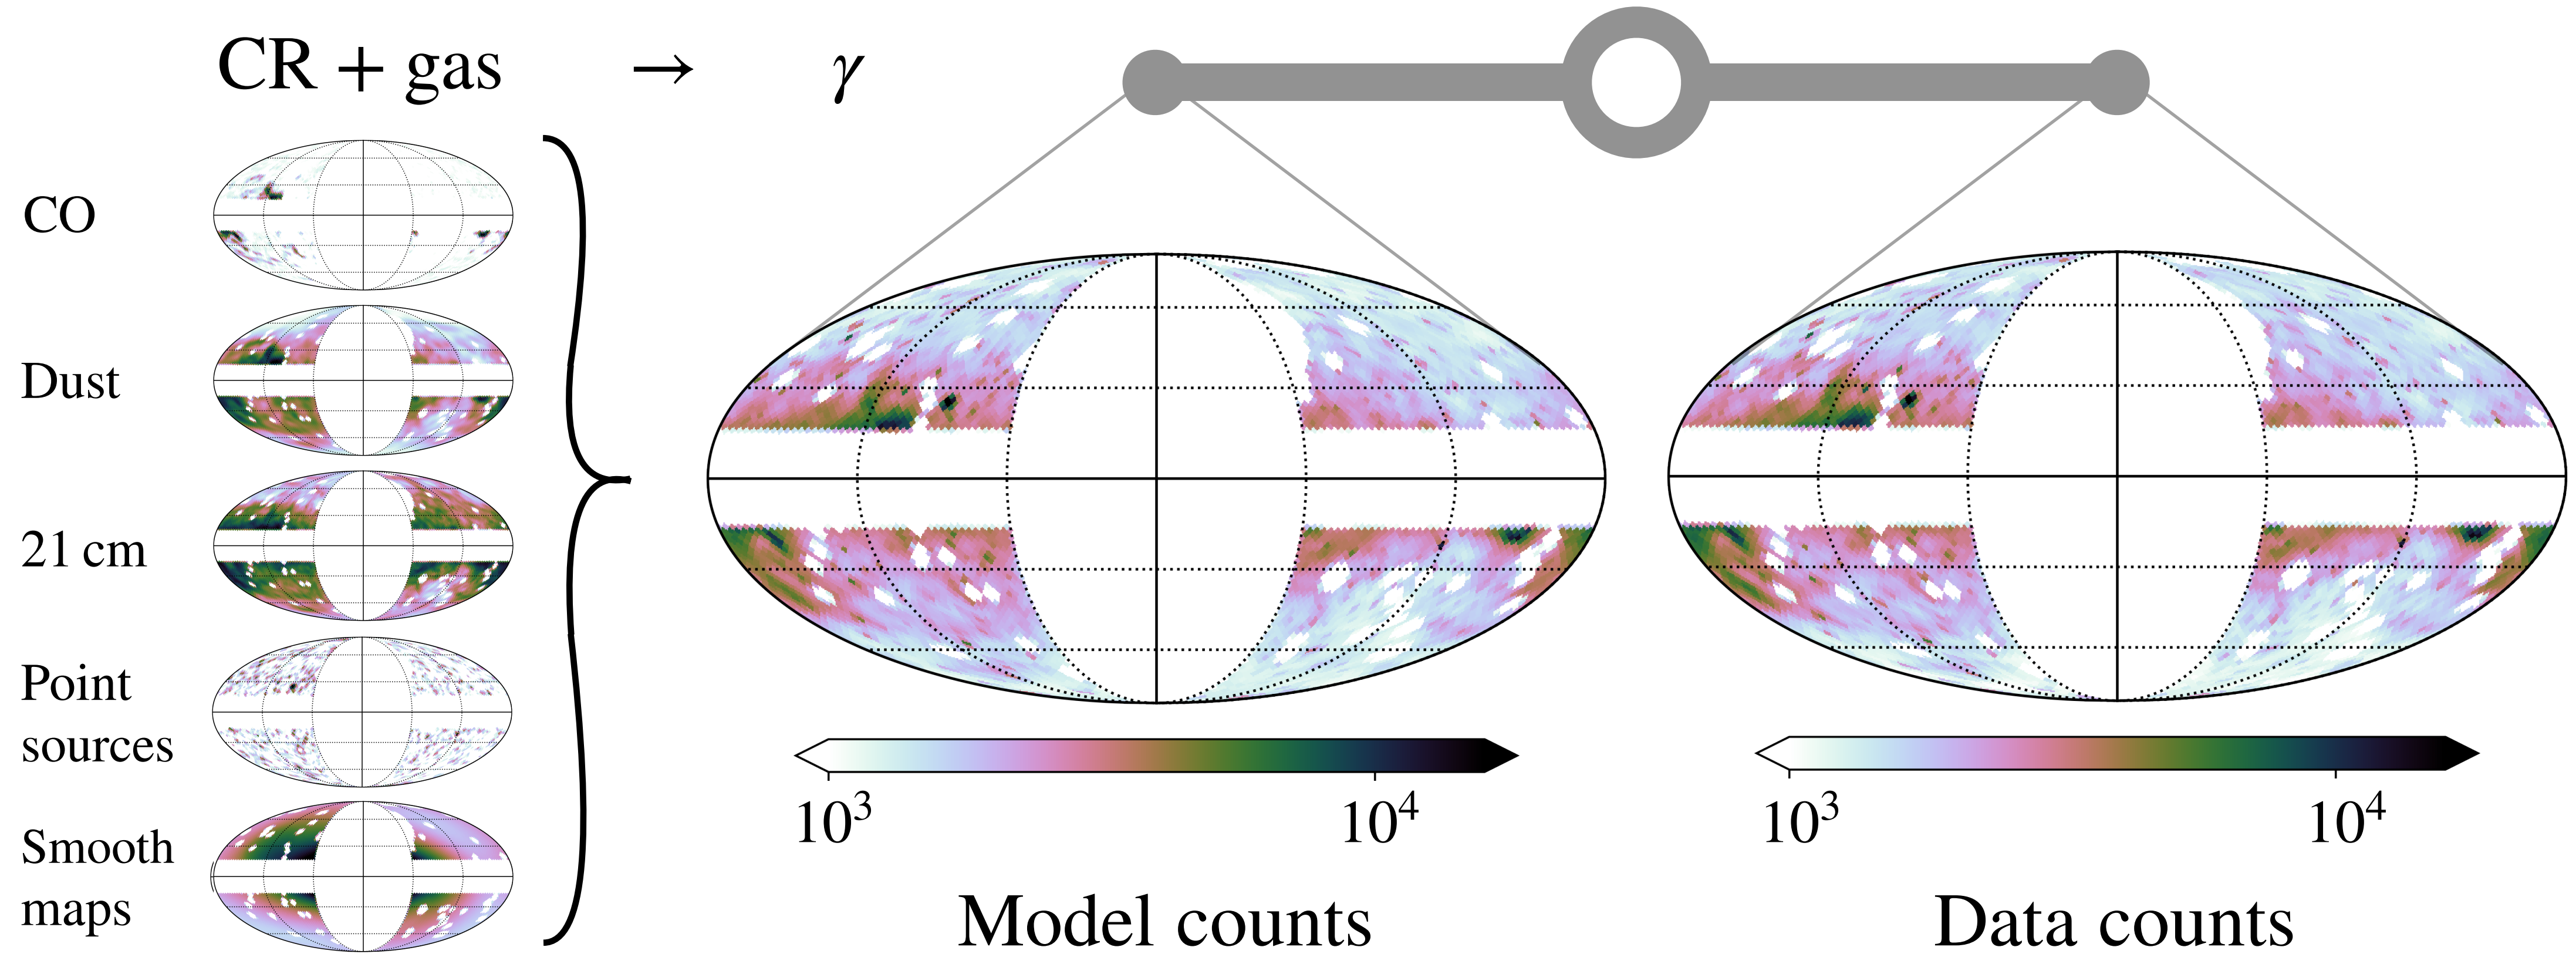 CR + gas → γ
CO
Dust
21 cm
Point
sources
Smooth
maps
10³ 10⁴
Model counts
10³ 10⁴
Data counts